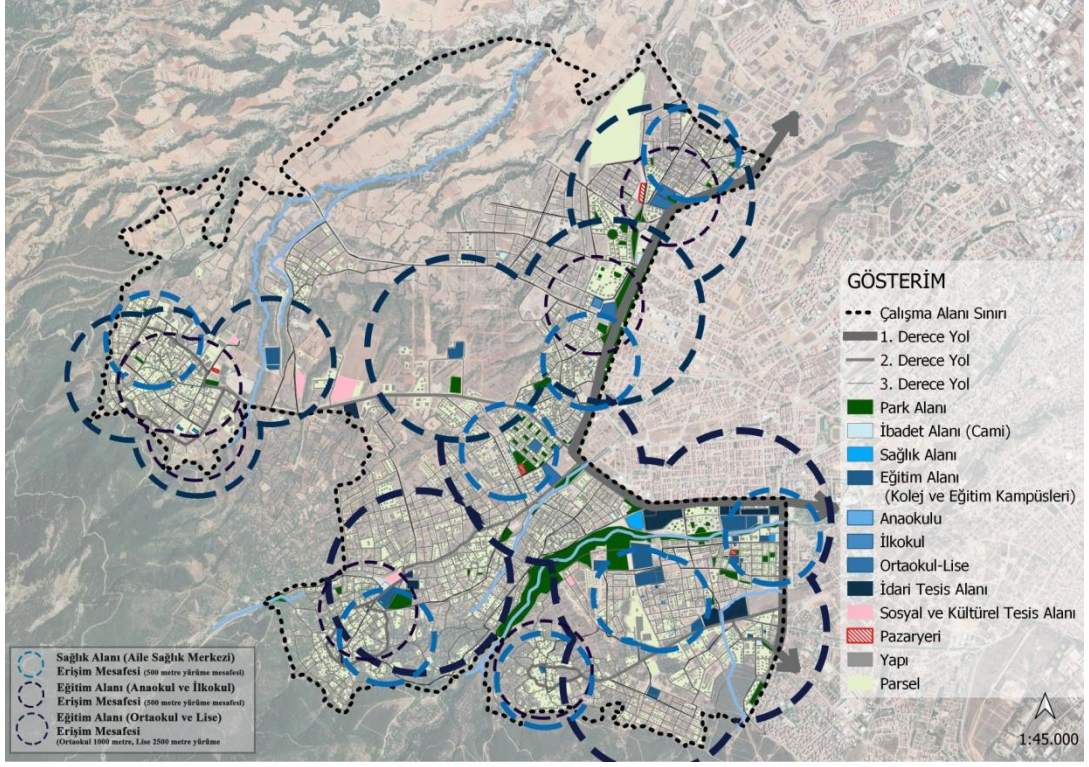 GÖSTERİM
Çalışma Alanı Sınırı
1. Derece Yol
2. Derece Yol
3. Derece Yol
Park Alanı
İbadet Alanı (Cami)
Sağlık Alanı
Eğitim Alanı
(Kolej ve Eğitim Kampüsleri)
Anaokulu
İlkokul
Ortaokul-Lise
İdari Tesis Alanı
Sosyal ve Kültürel Tesis Alanı
Pazaryeri
Yapı
Parsel
1:45.000
Sağlık Alanı (Aile Sağlık Merkezi)
Erişim Mesafesi (500 metre yürüme mesafesi)
Eğitim Alanı (Anaokul ve İlkokul)
Erişim Mesafesi (500 metre yürüme mesafesi)
Eğitim Alanı (Ortaokul ve Lise)
Erişim Mesafesi
(Ortaokul 1000 metre, Lise 2500 metre yürüme